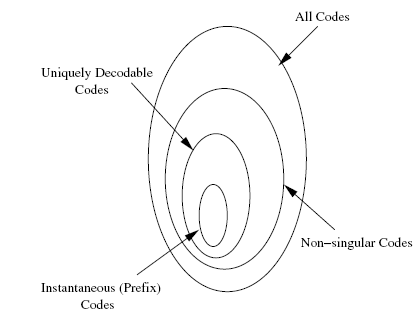 All Codes
Uniquely Decodable
Codes
Non-singular Codes
Instantaneous (Prefix)
Codes